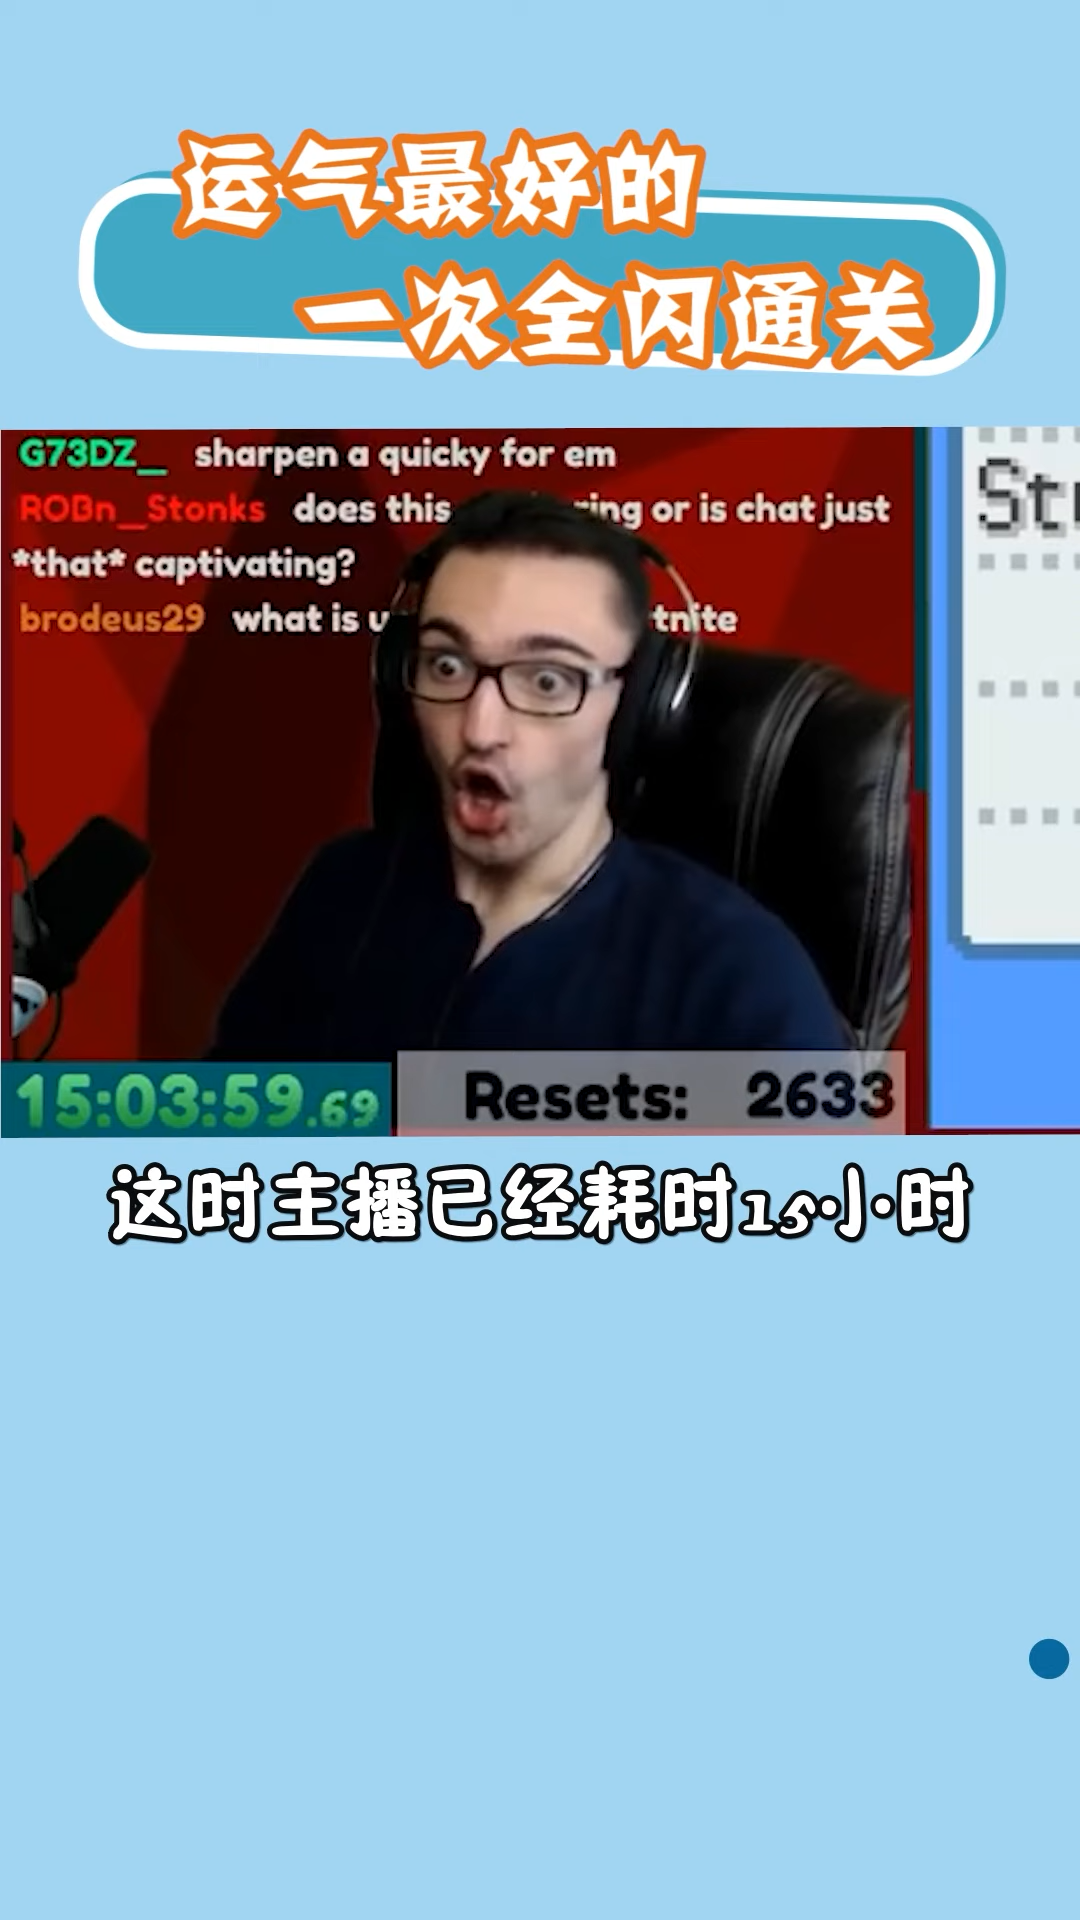 运气最好的
一次全闪通关
G73DZ_ sharpen a quicky for em
ROBn_Stonks does this ring or is chat just
*that* captivating?
brodeus29 what is tnite
15:03:59.69
Resets: 2633
这时主播已经耗时15小时